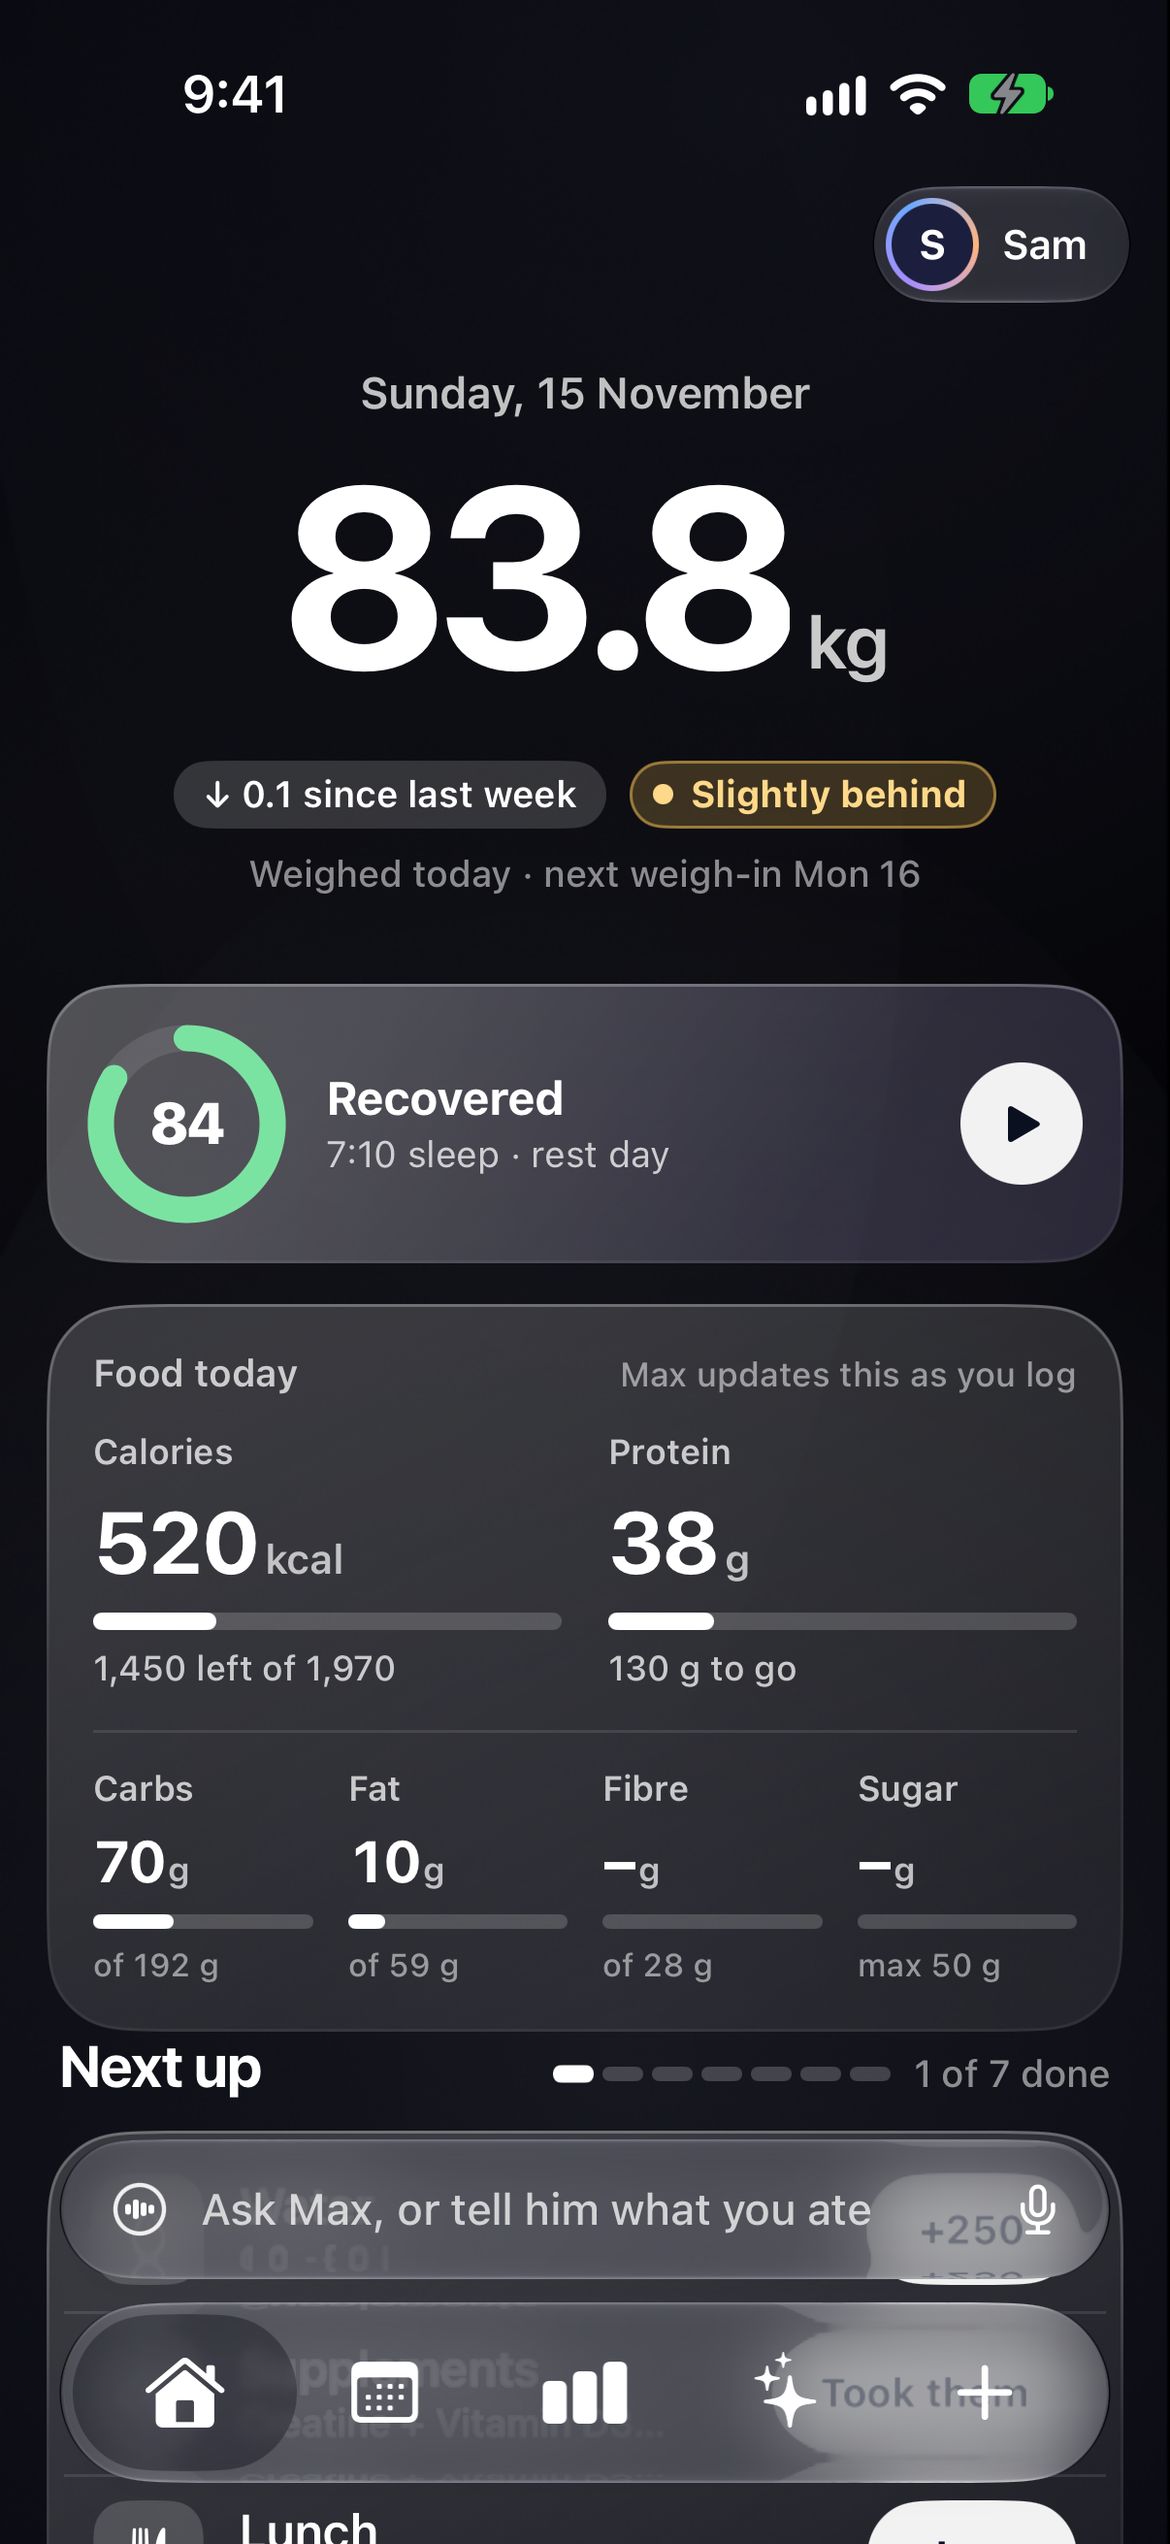 9:41
S Sam
Sunday, 15 November
83.8 kg
↓ 0.1 since last week
Slightly behind
Weighed today · next weigh-in Mon 16
84
Recovered
7:10 sleep · rest day
Food today
Max updates this as you log
Calories
Protein
520 kcal
38 g
1,450 left of 1,970
130 g to go
Carbs
Fat
Fibre
Sugar
70 g
10 g
– g
– g
of 192 g
of 59 g
of 28 g
max 50 g
Next up
1 of 7 done
Ask Max, or tell him what you ate
+250
Took them
Lunch